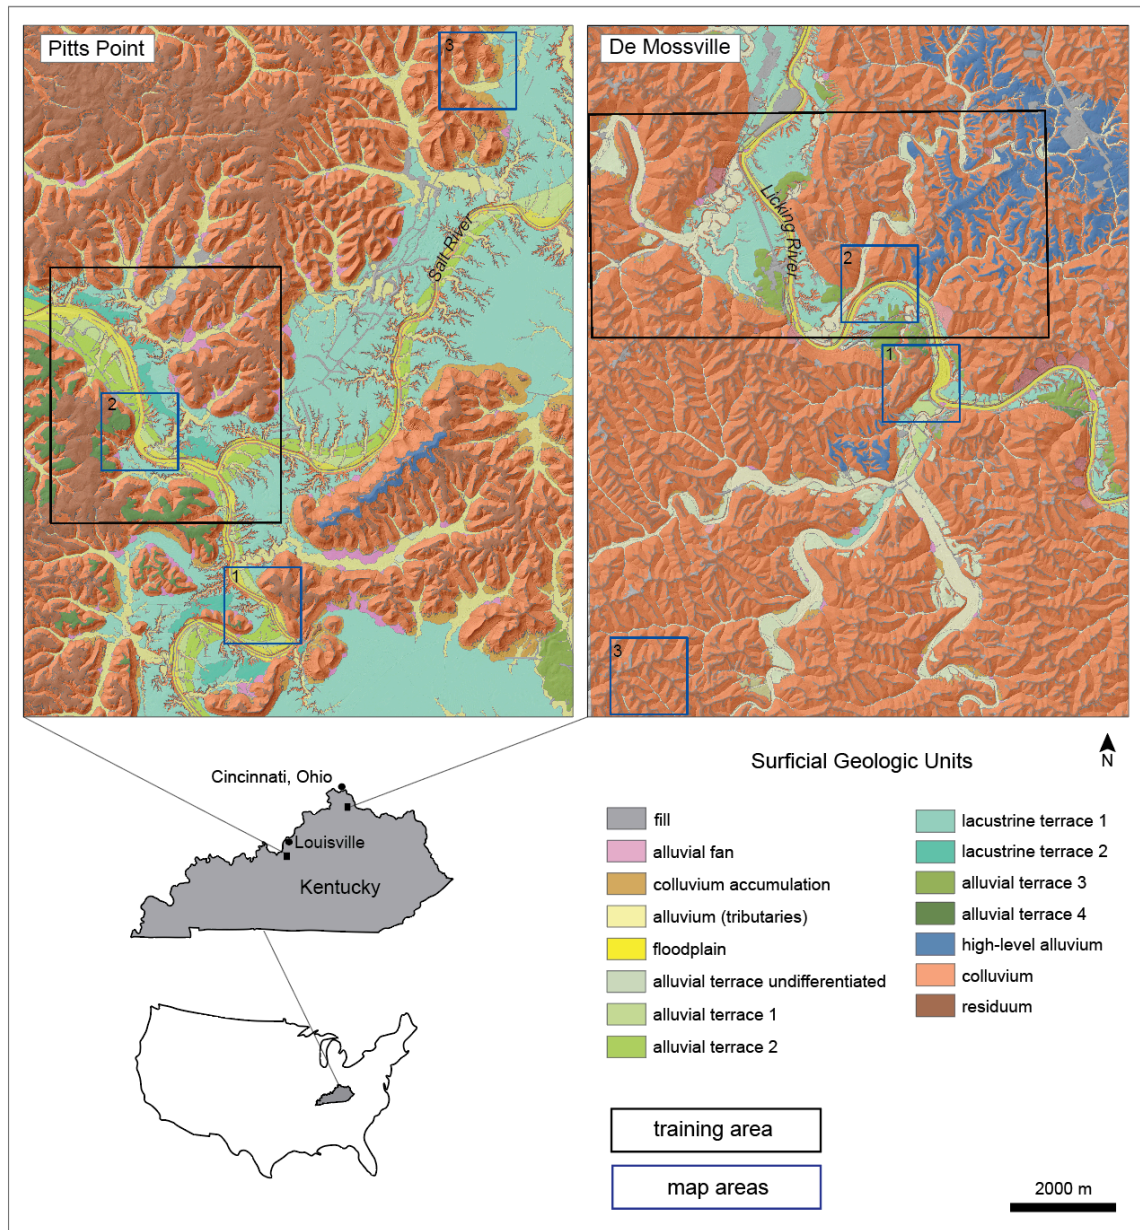 Pitts Point
3
Salt River
2
1
De Mossville
Licking River
2
1
3
Cincinnati, Ohio
Louisville
Kentucky
N
Surficial Geologic Units
fill
alluvial fan
colluvium accumulation
alluvium (tributaries)
floodplain
alluvial terrace undifferentiated
alluvial terrace 1
alluvial terrace 2
lacustrine terrace 1
lacustrine terrace 2
alluvial terrace 3
alluvial terrace 4
high-level alluvium
colluvium
residuum
training area
map areas
2000 m